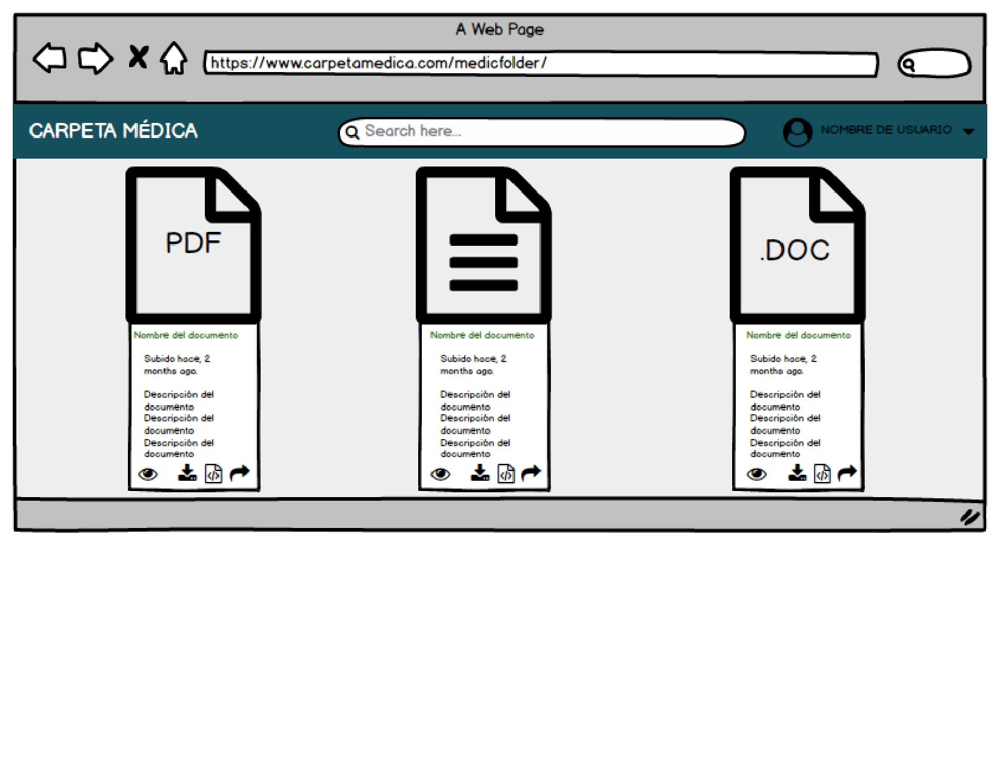 A Web Page
https://www.carpetamedica.com/medicfolder/
CARPETA MÉDICA
Search here...
NOMBRE DE USUARIO
PDF
.DOC
Nombre del documento
Subido hace, 2
months ago.
Descripción del
documento
Descripción del
documento
Descripción del
documento
Nombre del documento
Subido hace, 2
months ago.
Descripción del
documento
Descripción del
documento
Descripción del
documento
Nombre del documento
Subido hace, 2
months ago.
Descripción del
documento
Descripción del
documento
Descripción del
documento